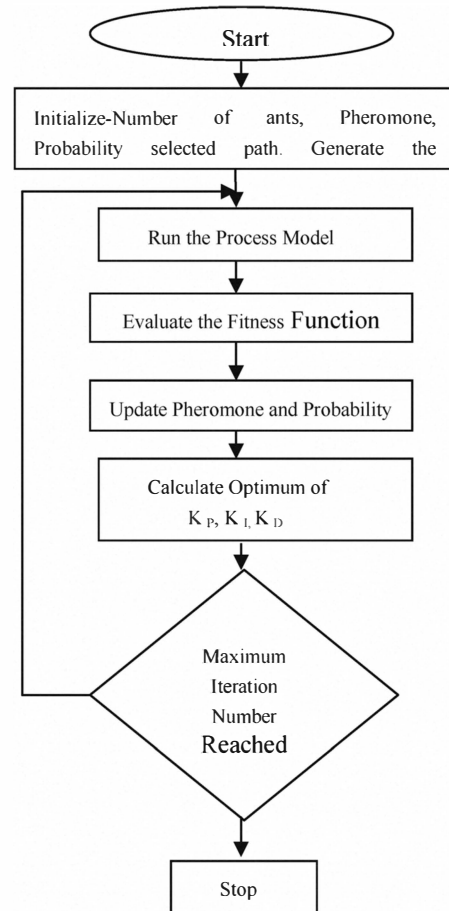 Start
Initialize-Number of ants, Pheromone,
Probability selected path. Generate the
Run the Process Model
Evaluate the Fitness Function
Update Pheromone and Probability
Calculate Optimum of
K P, K I, K D
Maximum
Iteration
Number
Reached
Stop